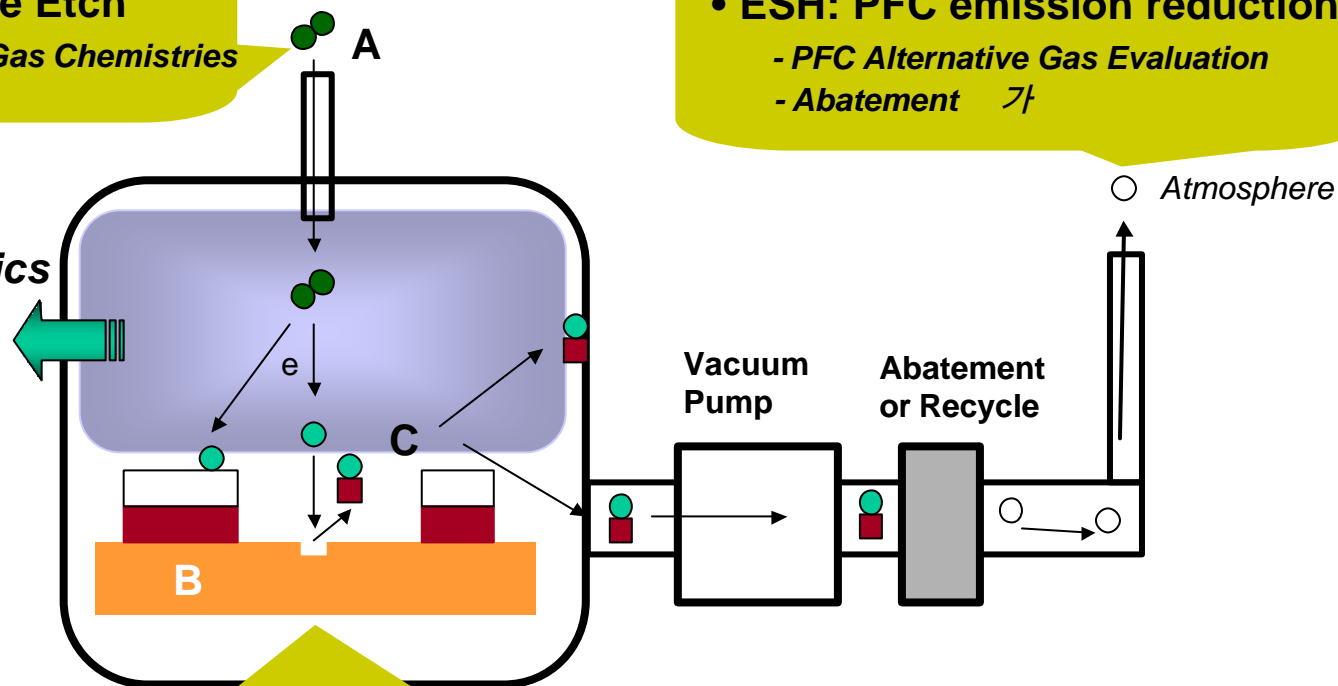 e Etch
Gas Chemistries
A
• ESH: PFC emission reduction
- PFC Alternative Gas Evaluation
- Abatement 가
Atmosphere
ics
e
C
B
Vacuum
Pump
Abatement
or Recycle